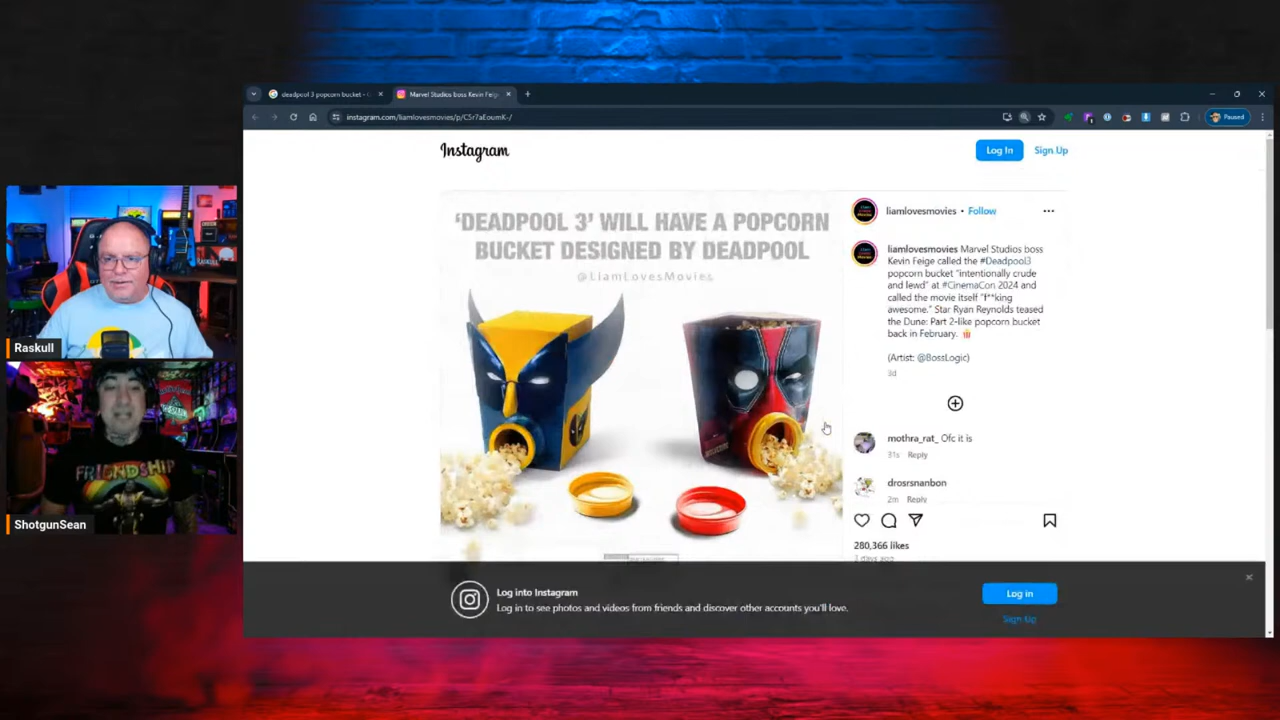 deadpool 3 popcorn bucket -
Marvel Studios boss Kevin Feige
instagram.com/liamlovesmovies/p/C5r7aEoumK-/
Paused
Instagram
Log In
Sign Up
'DEADPOOL 3' WILL HAVE A POPCORN
BUCKET DESIGNED BY DEADPOOL
@LiamLovesMovies
liamlovesmovies • Follow
liamlovesmovies Marvel Studios boss
Kevin Feige called the #Deadpool3
popcorn bucket "intentionally crude
and lewd" at #CinemaCon 2024 and
called the movie itself "f**king
awesome." Star Ryan Reynolds teased
the Dune: Part 2-like popcorn bucket
back in February.
(Artist: @BossLogic)
3d
mothra_rat_ Ofc it is
31s Reply
drosrsnanbon
2m Reply
280,366 likes
2 days ago
Log into Instagram
Log in to see photos and videos from friends and discover other accounts you'll love.
Log in
Sign Up
Raskull
FRIENDSHIP
ShotgunSean